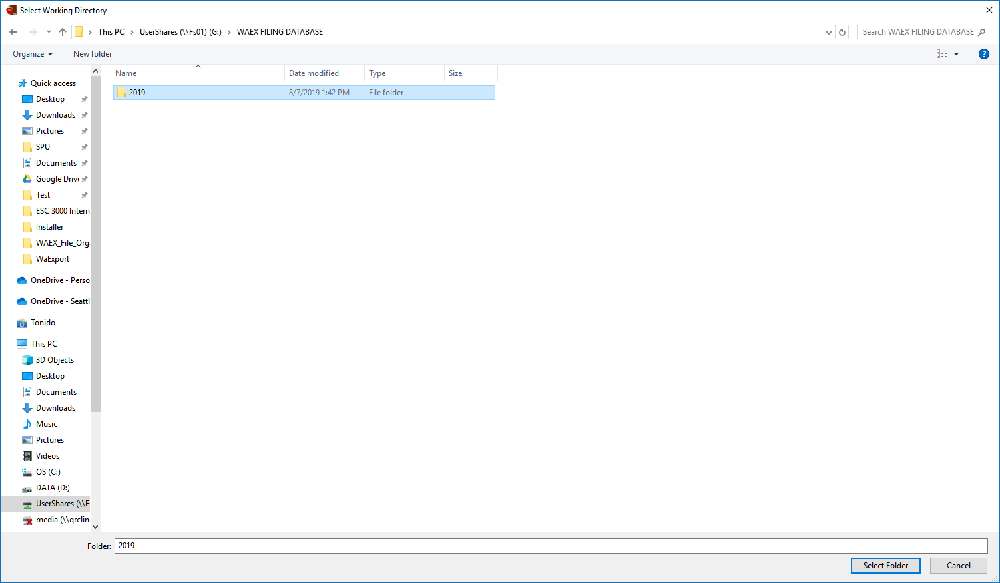 Select Working Directory
This PC > UserShares (\\Fs01) (G:) > WAEX FILING DATABASE
Search WAEX FILING DATABASE
Organize
New folder
?
Name
Date modified
Type
Size
2019
8/7/2019 1:42 PM
File folder
Quick access
Desktop
Downloads
Pictures
SPU
Documents
Google Drive
Test
ESC 3000 Intern
Installer
WAEX_File_Org
WaExport
OneDrive - Perso
OneDrive - Seattl
Tonido
This PC
3D Objects
Desktop
Documents
Downloads
Music
Pictures
Videos
OS (C:)
DATA (D:)
UserShares (\\F
media (\\qrclin
Folder:
2019
Select Folder
Cancel